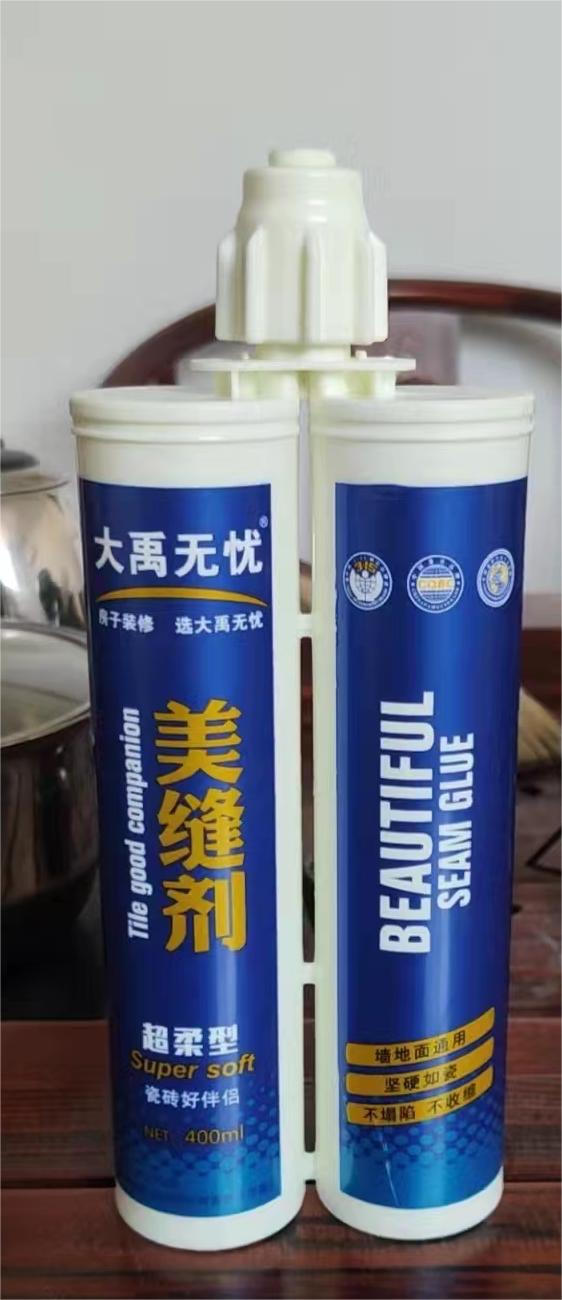 大禹无忧®
房子装修 选大禹无忧
美缝剂
Tile good companion
超柔型
Super soft
瓷砖好伴侣
NET 400ml
315
BEAUTIFUL
SEAM GLUE
墙地面通用
坚硬如瓷
不塌陷 不收缩